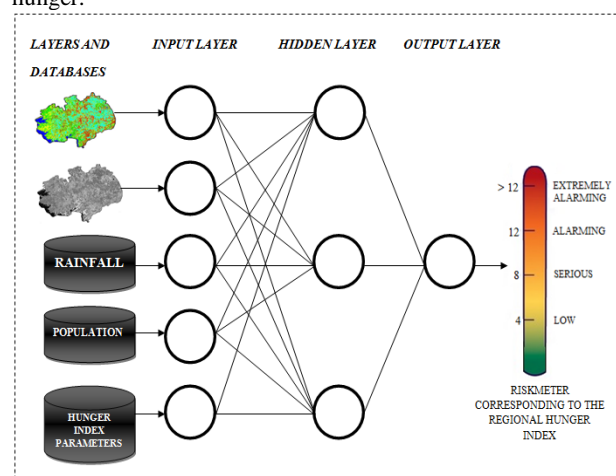 hunger.
LAYERS AND DATABASES
INPUT LAYER
HIDDEN LAYER
OUTPUT LAYER
RAINFALL
POPULATION
HUNGER
INDEX
PARAMETERS
> 12
EXTREMELY
ALARMING
12
ALARMING
8
SERIOUS
4
LOW
RISKMETER
CORRESPONDING TO THE
REGIONAL HUNGER
INDEX